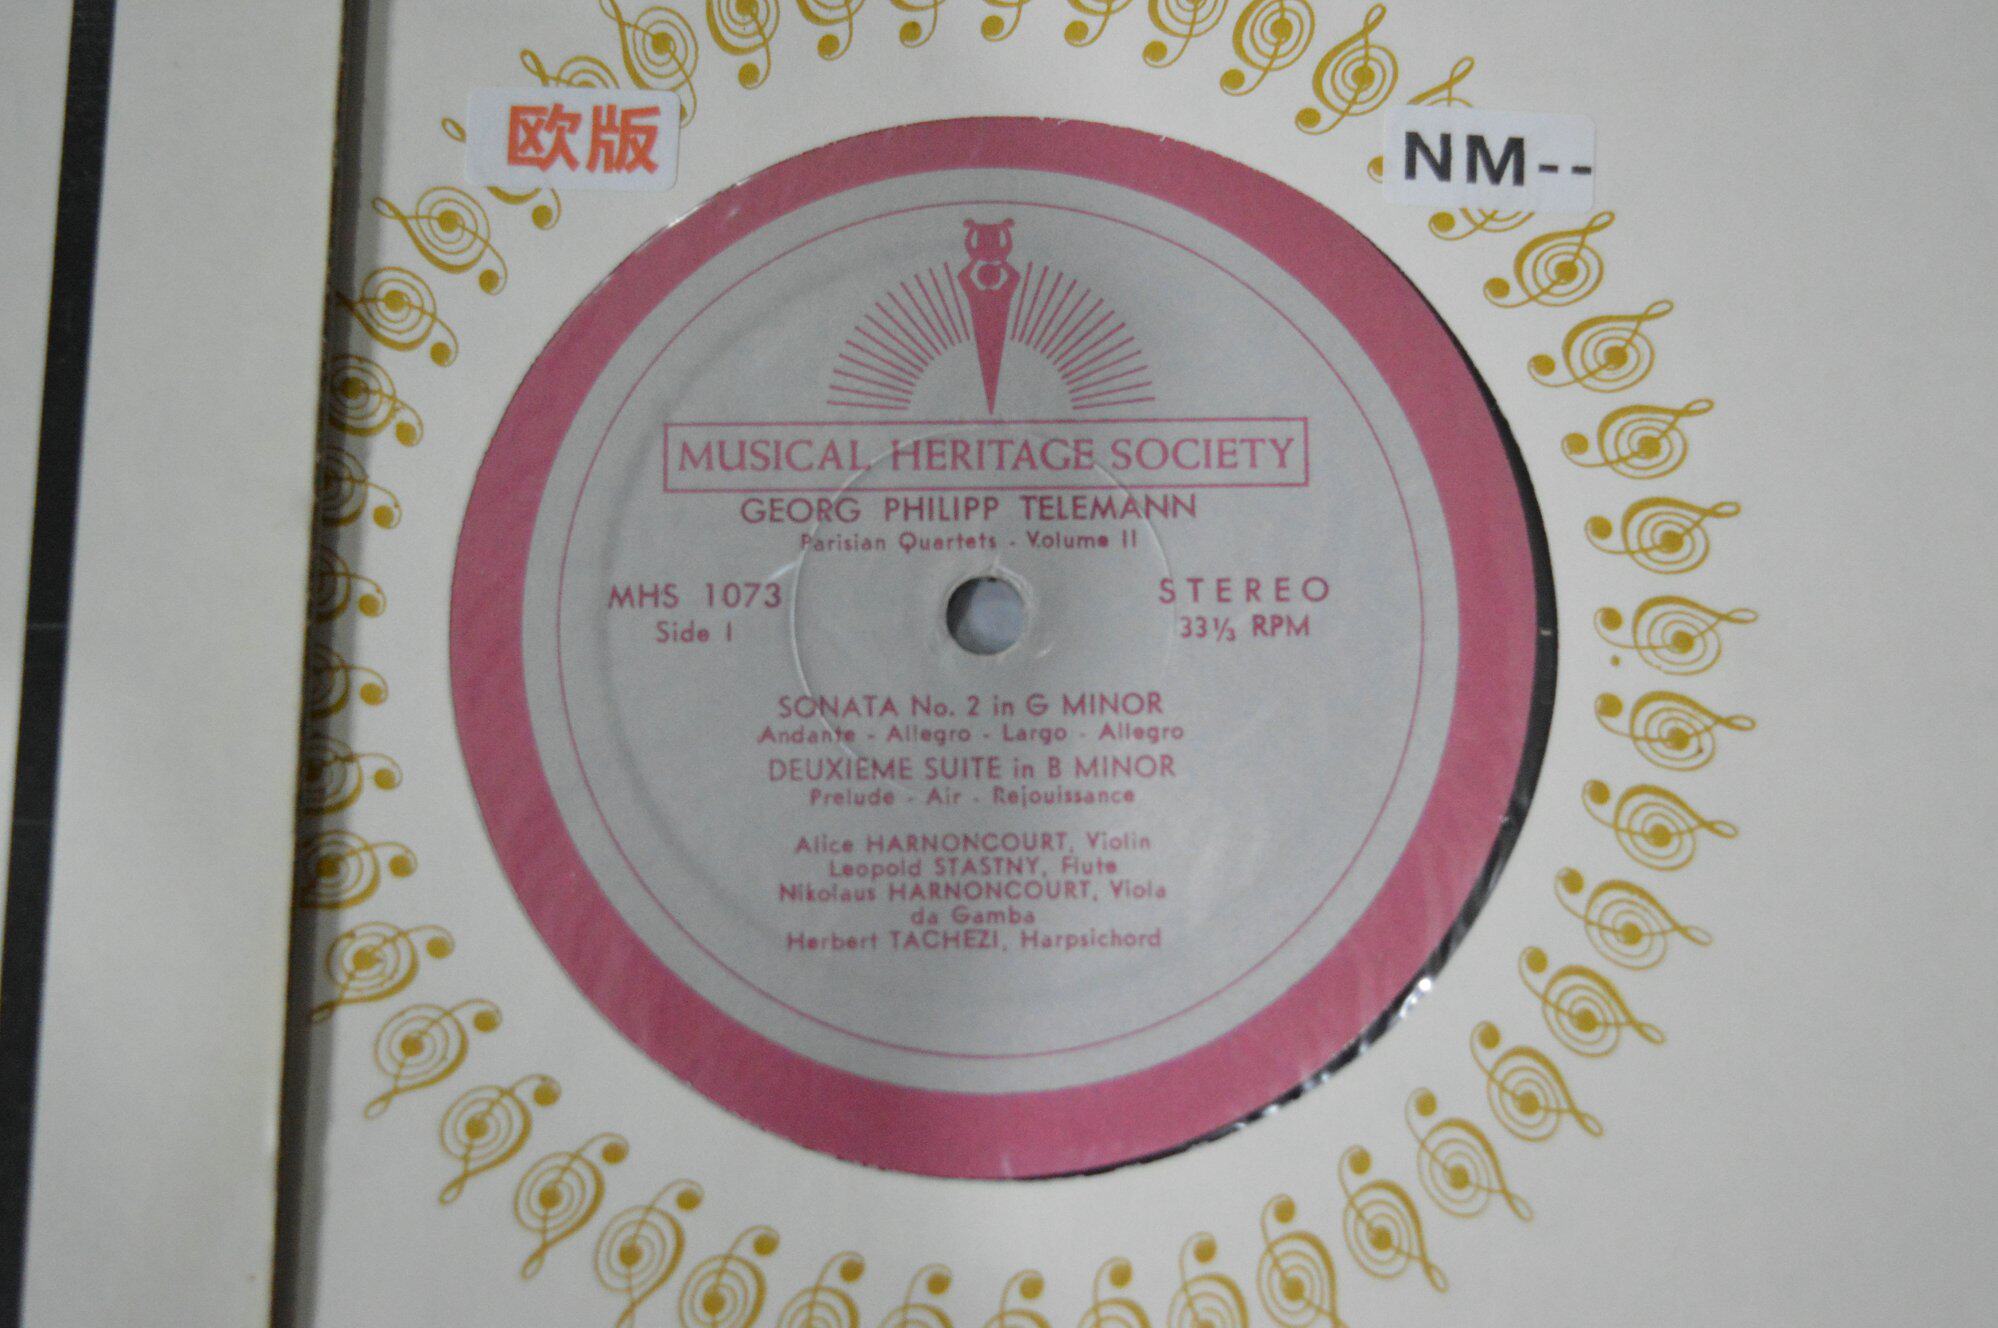 欧版
NM--
MUSICAL HERITAGE SOCIETY
GEORG PHILIPP TELEMANN
Parisian Quartets - Volume II
MHS 1073
Side I
STEREO
33⅓ RPM
SONATA No. 2 in G MINOR
Andante - Allegro - Largo - Allegro
DEUXIEME SUITE in B MINOR
Prelude - Air - Rejouissance
Alice HARNONCOURT, Violin
Leopold STASTNY, Flute
Nikolaus HARNONCOURT, Viola
da Gamba
Herbert TACHEZI, Harpsichord